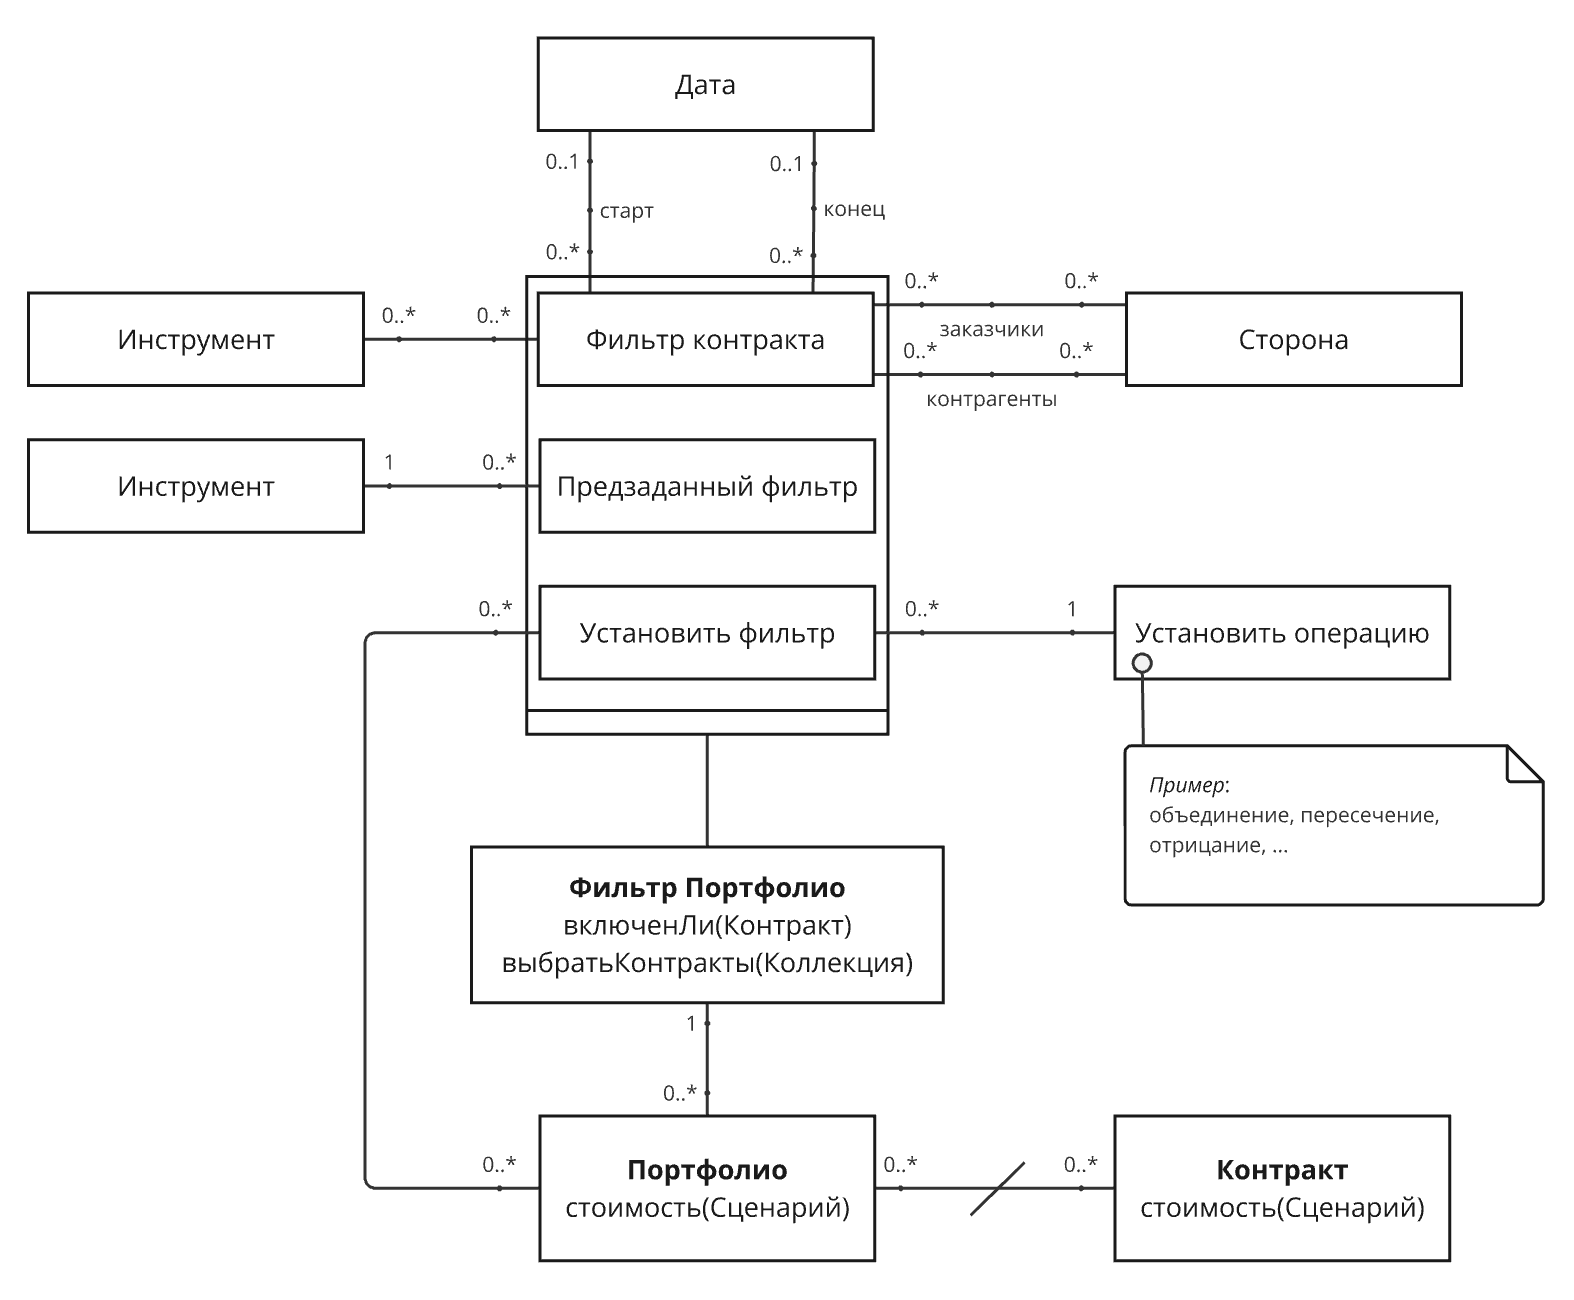 Дата
0..1
0..1
старт
конец
0..*
0..*
0..*
0..*
Инструмент
0..*
0..*
Фильтр контракта
заказчики
Сторона
0..*
0..*
контрагенты
Инструмент
1
0..*
Предзаданный фильтр
0..*
Установить фильтр
0..*
1
Установить операцию
Пример:
объединение, пересечение,
отрицание, ...
Фильтр Портфолио
включенЛи(Контракт)
выбратьКонтракты(Коллекция)
1
0..*
0..*
Портфолио
стоимость(Сценарий)
0..*
0..*
Контракт
стоимость(Сценарий)